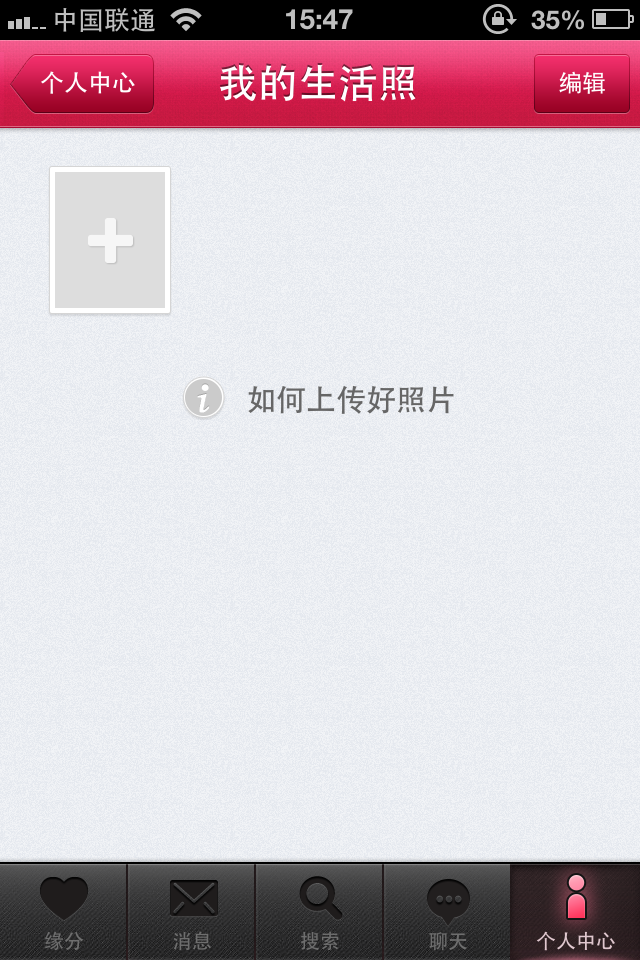 中国联通 15:47 35%
个人中心 我的生活照 编辑
如何上传好照片
缘分 消息 搜索 聊天 个人中心